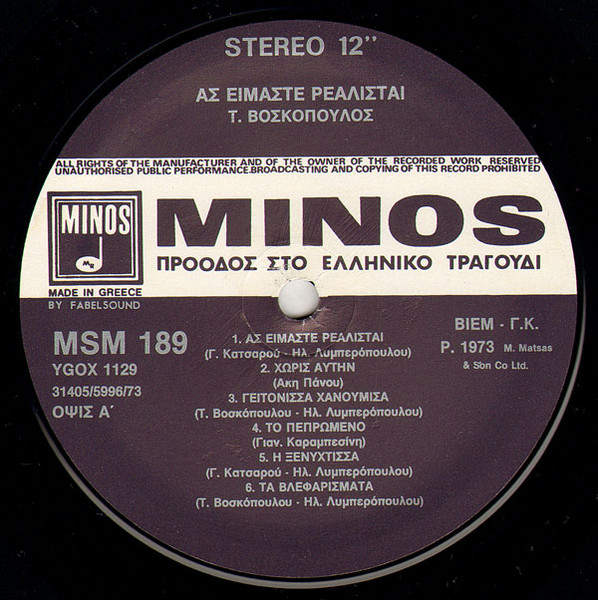 STEREO 12''
ΑΣ ΕΙΜΑΣΤΕ ΡΕΑΛΙΣΤΑΙ
Τ. ΒΟΣΚΟΠΟΥΛΟΣ
ALL RIGHTS OF THE MANUFACTURER AND OF THE OWNER OF THE RECORDED WORK RESERVED
UNAUTHORISED PUBLIC PERFORMANCE.BROADCASTING AND COPYING OF THIS RECORD PROHIBITED
MINOS
MR
MINOS
ΠΡΟΟΔΟΣ ΣΤΟ ΕΛΛΗΝΙΚΟ ΤΡΑΓΟΥΔΙ
MADE IN GREECE
BY FABELSOUND
MSM 189
YGOX 1129
31405/5996/73
ΟΨΙΣ Α΄
1. ΑΣ ΕΙΜΑΣΤΕ ΡΕΑΛΙΣΤΑΙ
(Γ. Κατσαρού - Ηλ. Λυμπερόπουλου)
2. ΧΩΡΙΣ ΑΥΤΗΝ
(Ακη Πάνου)
3. ΓΕΙΤΟΝΙΣΣΑ ΧΑΝΟΥΜΙΣΑ
(Τ. Βοσκόπουλου - Ηλ. Λυμπερόπουλου)
4. ΤΟ ΠΕΠΡΩΜΕΝΟ
(Γιαν. Καραμπεσίνη)
5. Η ΞΕΝΥΧΤΙΣΣΑ
(Γ. Κατσαρού - Ηλ. Λυμπερόπουλου)
6. ΤΑ ΒΛΕΦΑΡΙΣΜΑΤΑ
(Τ. Βοσκόπουλου - Ηλ. Λυμπερόπουλου)
BIEM - Γ.Κ.
P. 1973 M. Matsas
& Son Co Ltd.